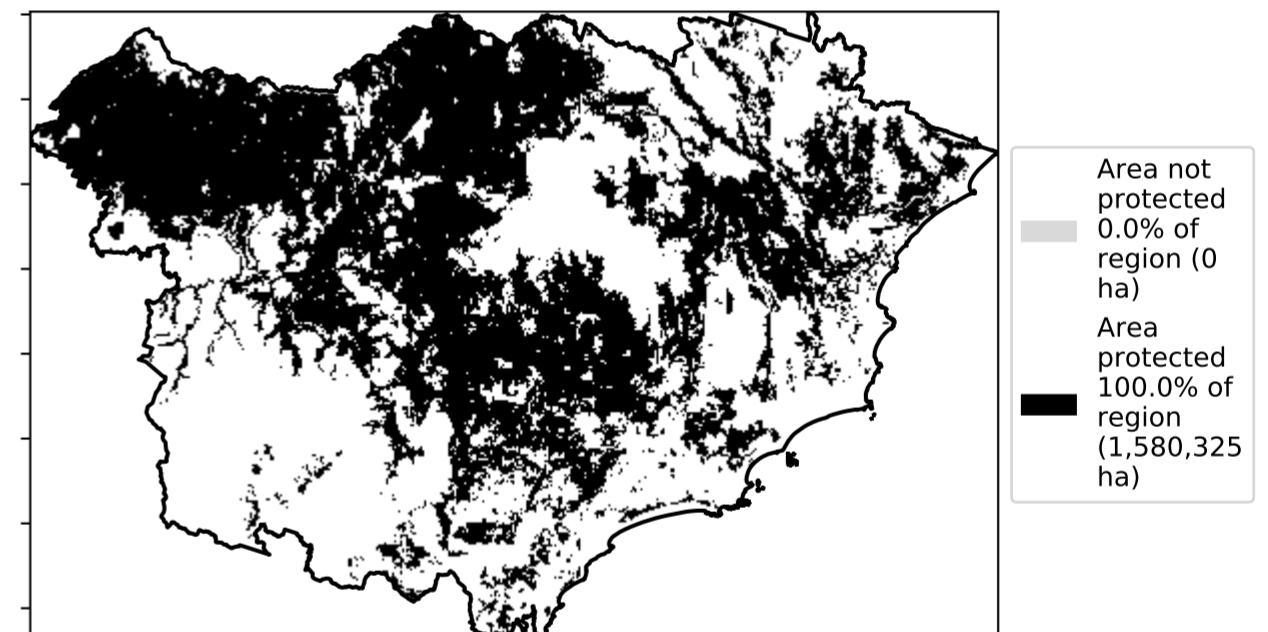 Area not
protected
0.0% of
region (0
ha)
Area
protected
100.0% of
region
(1,580,325
ha)